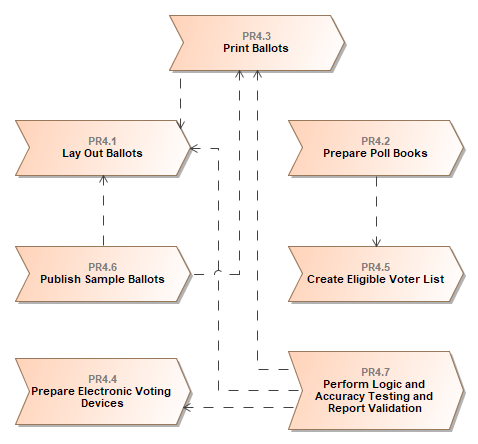 PR4.3
Print Ballots
PR4.1
Lay Out Ballots
PR4.2
Prepare Poll Books
PR4.6
Publish Sample Ballots
PR4.5
Create Eligible Voter List
PR4.4
Prepare Electronic Voting
Devices
PR4.7
Perform Logic and
Accuracy Testing and
Report Validation